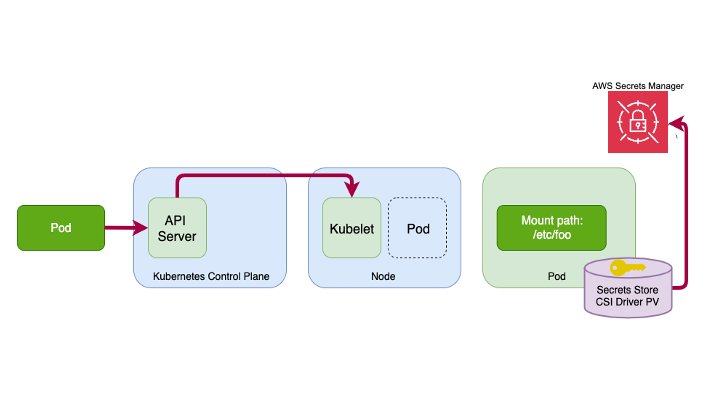 AWS Secrets Manager
Pod
API
Server
Kubernetes Control Plane
Kubelet
Pod
Node
Mount path:
/etc/foo
Pod
Secrets Store
CSI Driver PV